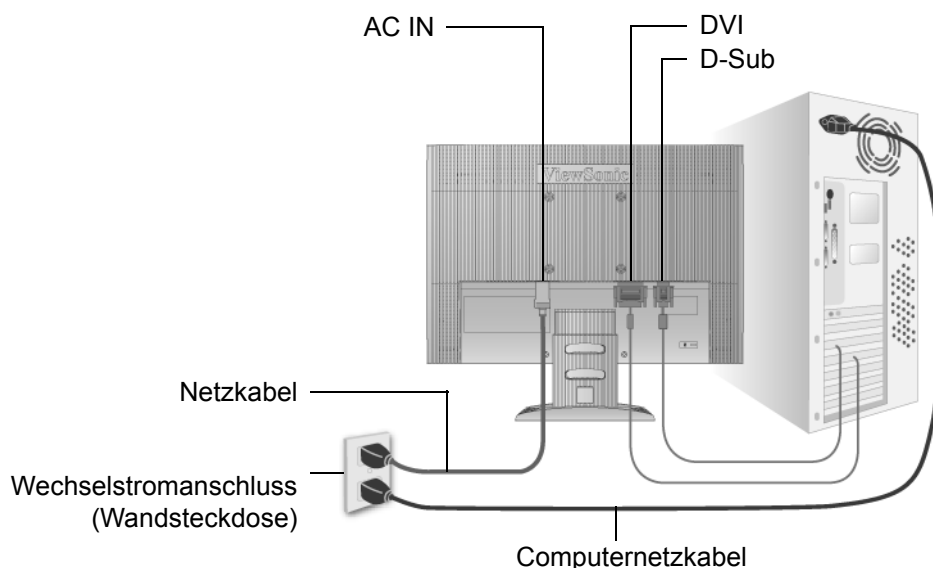 AC IN
DVI
D-Sub
ViewSonic
Netzkabel
Wechselstromanschluss
(Wandsteckdose)
Computernetzkabel